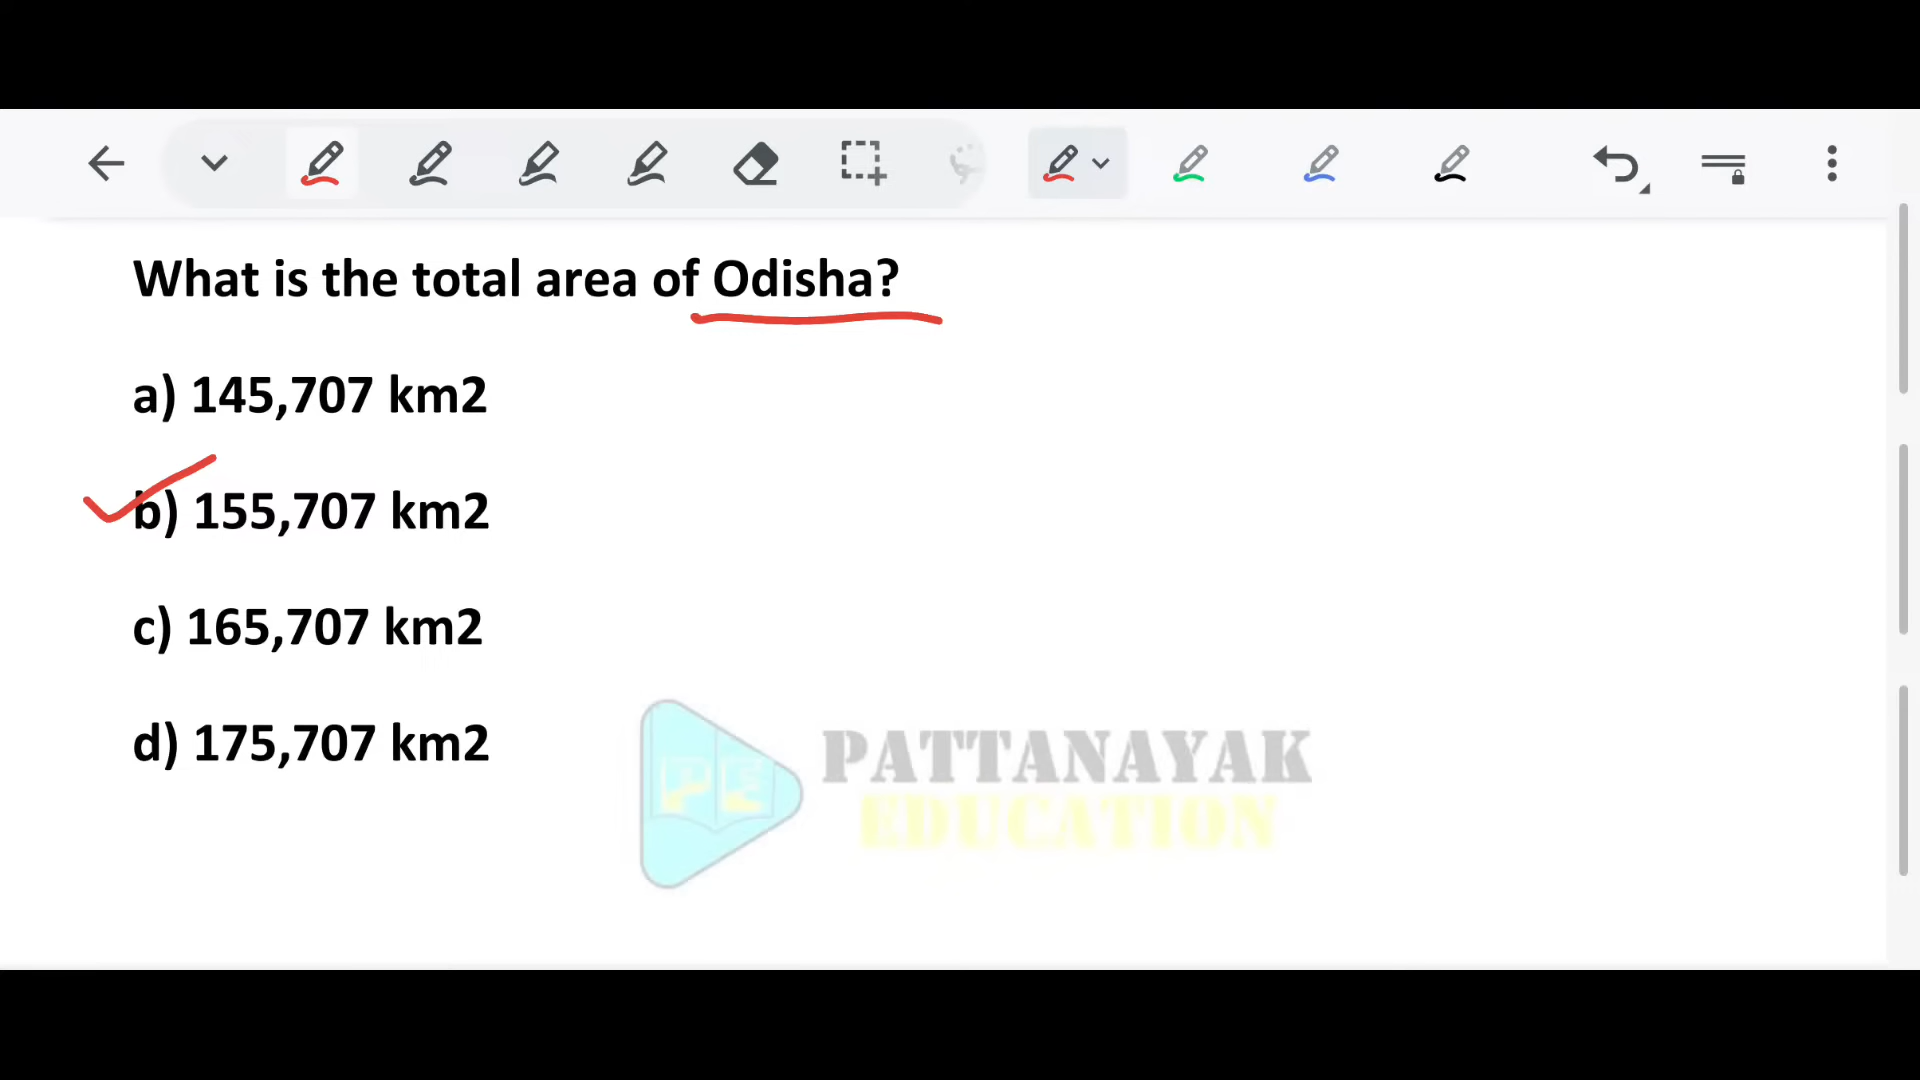 What is the total area of Odisha?
a) 145,707 km2
b) 155,707 km2
c) 165,707 km2
d) 175,707 km2
PE
PATTANAYAK
EDUCATION